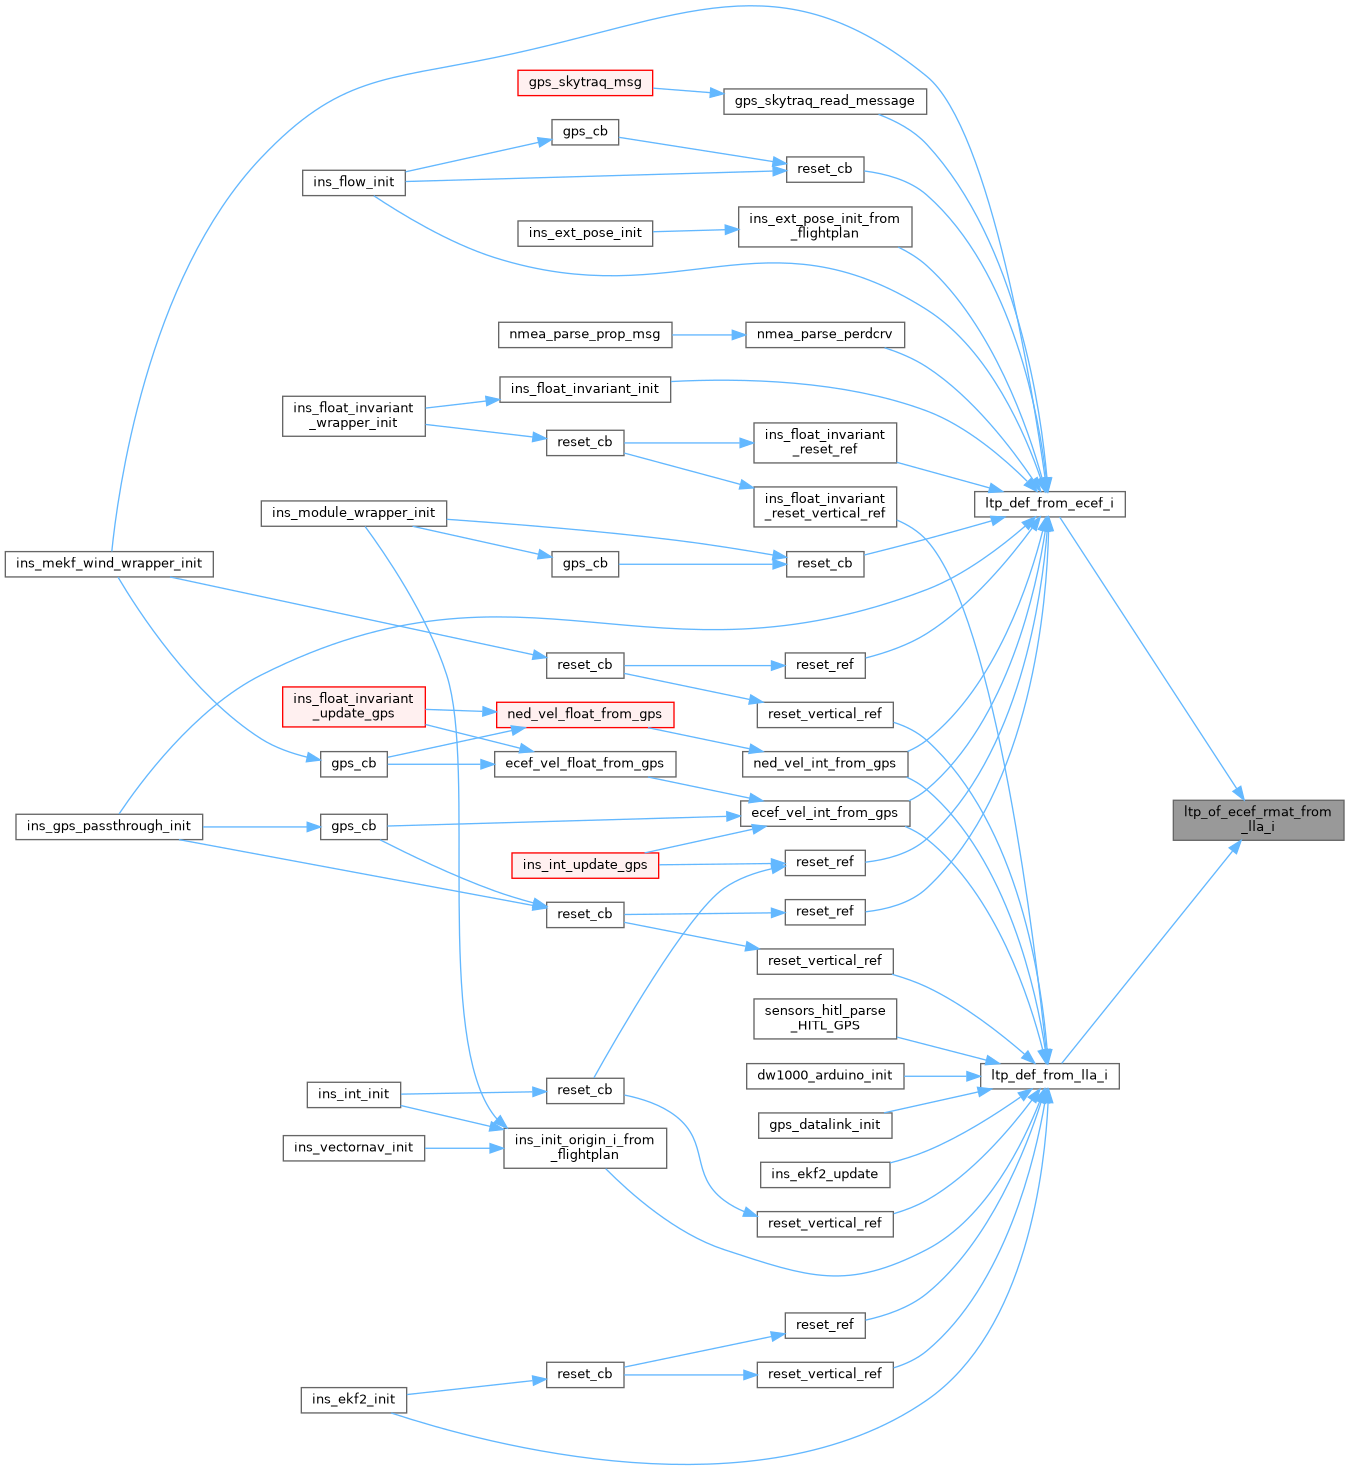 gps_skytraq_msg
gps_skytraq_read_message
gps_cb
reset_cb
ins_flow_init
ins_ext_pose_init_from
_flightplan
ins_ext_pose_init
nmea_parse_prop_msg
nmea_parse_perdcrv
ins_float_invariant_init
ins_float_invariant
_wrapper_init
reset_cb
ins_float_invariant
_reset_ref
ins_float_invariant
_reset_vertical_ref
ltp_def_from_ecef_i
ins_module_wrapper_init
gps_cb
reset_cb
ins_mekf_wind_wrapper_init
reset_cb
reset_ref
ins_float_invariant
_update_gps
ned_vel_float_from_gps
reset_vertical_ref
gps_cb
ecef_vel_float_from_gps
ned_vel_int_from_gps
ecef_vel_int_from_gps
ltp_of_ecef_rmat_from
_lla_i
ins_gps_passthrough_init
gps_cb
ins_int_update_gps
reset_ref
reset_cb
reset_ref
reset_vertical_ref
sensors_hitl_parse
_HITL_GPS
dw1000_arduino_init
ltp_def_from_lla_i
ins_int_init
reset_cb
gps_datalink_init
ins_vectornav_init
ins_init_origin_i_from
_flightplan
ins_ekf2_update
reset_vertical_ref
reset_ref
reset_cb
reset_vertical_ref
ins_ekf2_init